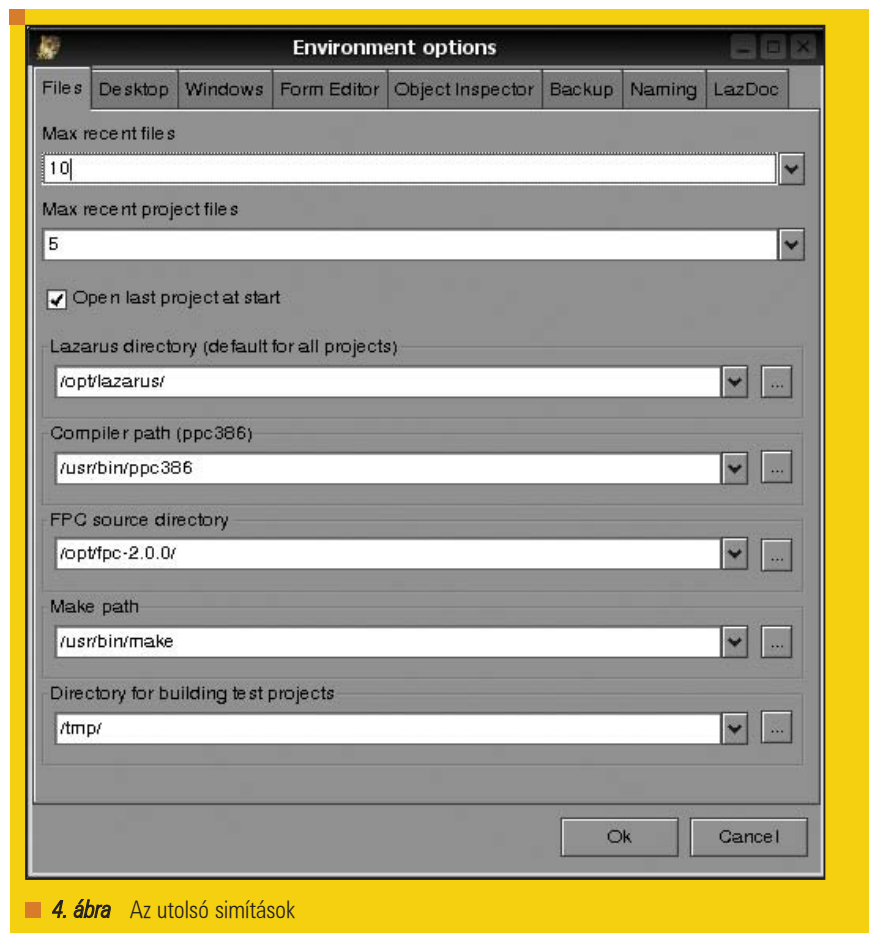 Environment options
Files Desktop Windows Form Editor Object Inspector Backup Naming LazDoc
Max recent files
10
Max recent project files
5
Open last project at start
Lazarus directory (default for all projects)
/opt/lazarus/
...
Compiler path (ppc386)
/usr/bin/ppc386
...
FPC source directory
/opt/fpc-2.0.0/
...
Make path
/usr/bin/make
...
Directory for building test projects
/tmp/
...
Ok Cancel
4. ábra Az utolsó simítások